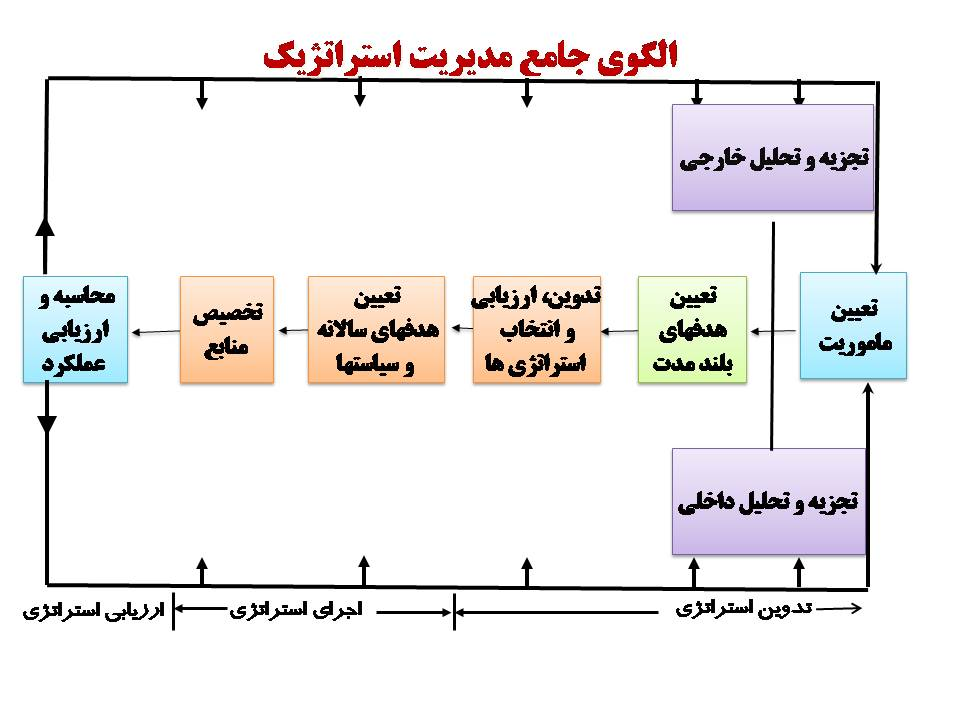 الگوی جامع مدیریت استراتژیک
تجزیه و تحلیل خارجی
تعیین
ماموریت
تعیین
هدفهای
بلند مدت
تدوین، ارزیابی
و انتخاب
استراتژی ها
تعیین
هدفهای سالانه
و سیاستها
تخصیص
منابع
محاسبه و
ارزیابی
عملکرد
تجزیه و تحلیل داخلی
تدوین استراتژی
اجرای استراتژی
ارزیابی استراتژی